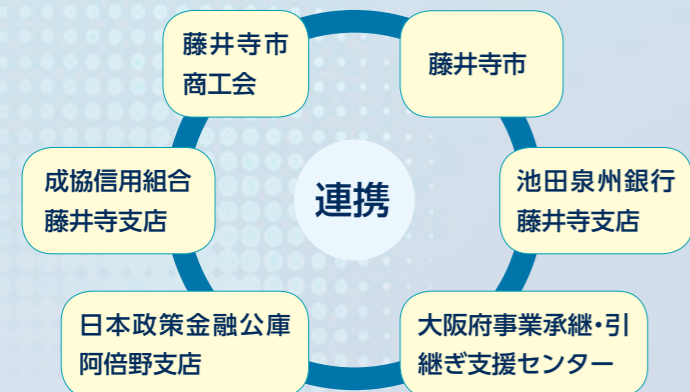 藤井寺市
商工会
藤井寺市
成協信用組合
藤井寺支店
連携
池田泉州銀行
藤井寺支店
日本政策金融公庫
阿倍野支店
大阪府事業承継・引
継ぎ支援センター